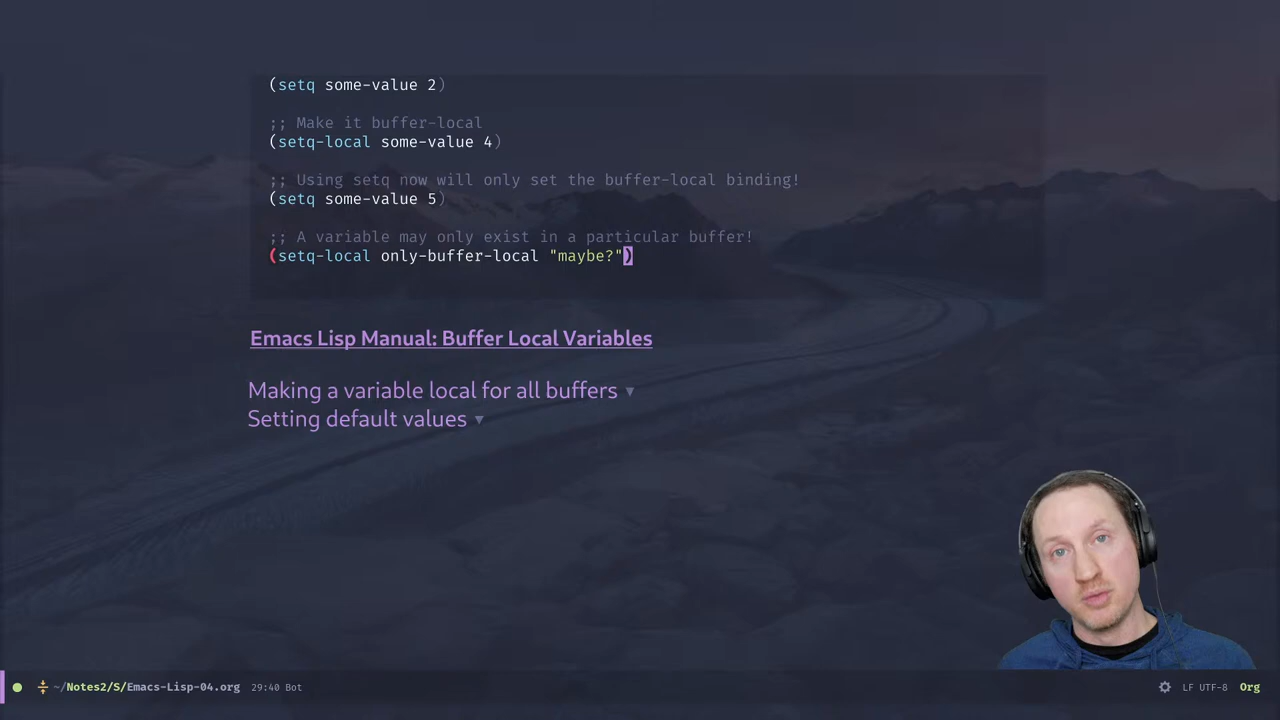 (setq some-value 2)
;; Make it buffer-local
(setq-local some-value 4)
;; Using setq now will only set the buffer-local binding!
(setq some-value 5)
;; A variable may only exist in a particular buffer!
(setq-local only-buffer-local "maybe?")
Emacs Lisp Manual: Buffer Local Variables
Making a variable local for all buffers ▾
Setting default values ▾
~/Notes2/S/Emacs-Lisp-04.org 29:40 Bot LF UTF-8 Org